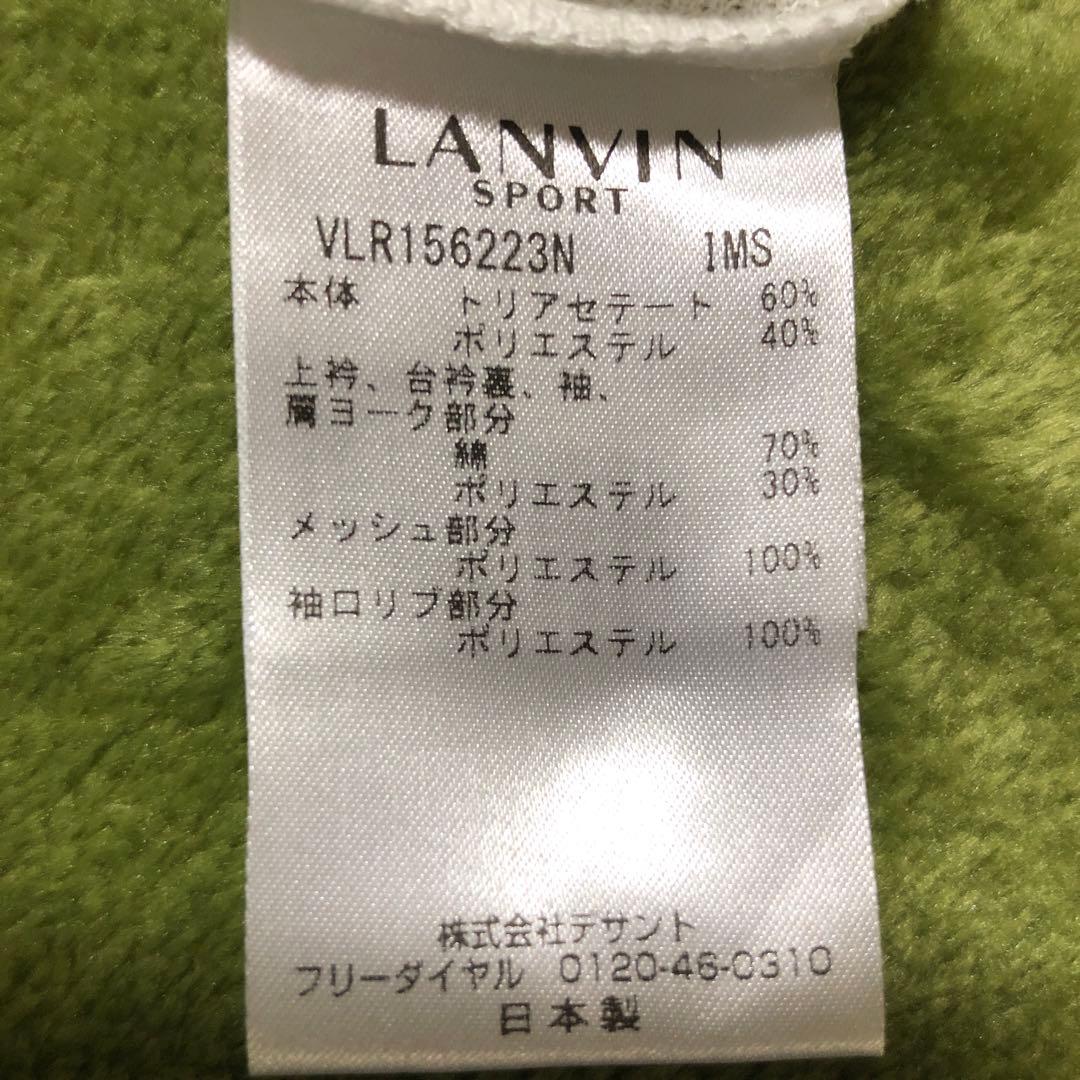 LANVIN
SPORT
VLR156223N IMS
本体 トリアセテート 60%
ポリエステル 40%
上衿、台衿裏、袖、
肩ヨーク部分
綿 70%
ポリエステル 30%
メッシュ部分
ポリエステル 100%
袖口リブ部分
ポリエステル 100%
株式会社デサント
フリーダイヤル 0120-46-0310
日本製